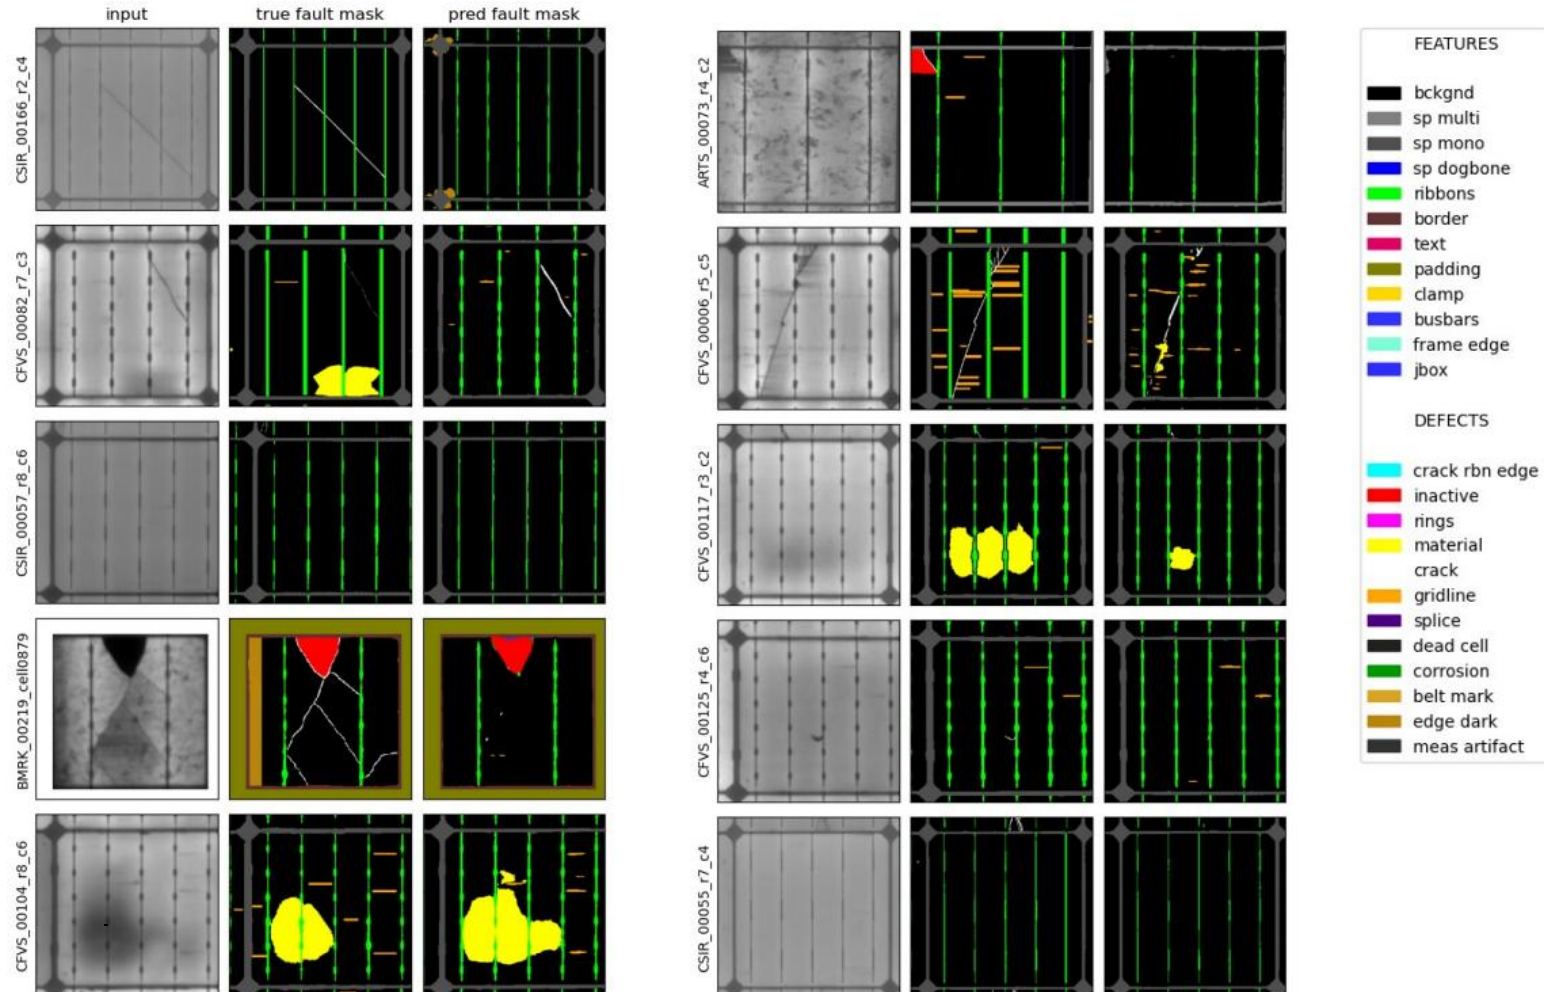 input
true fault mask
pred fault mask
CSIR_00166_r2_c4
CFVS_00082_r7_c3
CSIR_00057_r8_c6
BMRK_00219_cell0879
CFVS_00104_r8_c6
ARTS_00073_r4_c2
CFVS_00006_r5_c5
CFVS_00117_r3_c2
CFVS_00125_r4_c6
CSIR_00055_r7_c4
FEATURES
bckgnd
sp multi
sp mono
sp dogbone
ribbons
border
text
padding
clamp
busbars
frame edge
jbox
DEFECTS
crack rbn edge
inactive
rings
material
crack
gridline
splice
dead cell
corrosion
belt mark
edge dark
meas artifact